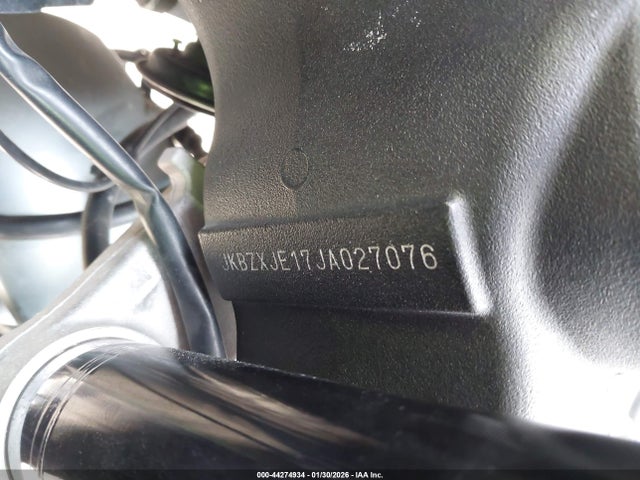 JKBZXJE17JA027076
000-44274934 | 01/30/2026 - IAA Inc.